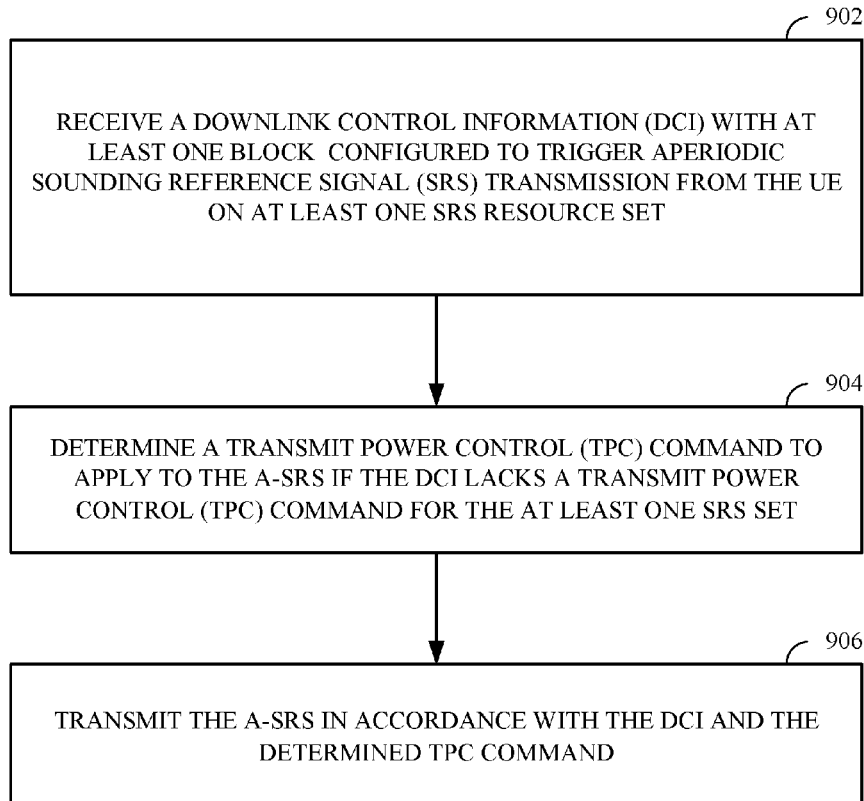 902
RECEIVE A DOWNLINK CONTROL INFORMATION (DCI) WITH AT
LEAST ONE BLOCK CONFIGURED TO TRIGGER APERIODIC
SOUNDING REFERENCE SIGNAL (SRS) TRANSMISSION FROM THE UE
ON AT LEAST ONE SRS RESOURCE SET
904
DETERMINE A TRANSMIT POWER CONTROL (TPC) COMMAND TO
APPLY TO THE A-SRS IF THE DCI LACKS A TRANSMIT POWER
CONTROL (TPC) COMMAND FOR THE AT LEAST ONE SRS SET
906
TRANSMIT THE A-SRS IN ACCORDANCE WITH THE DCI AND THE
DETERMINED TPC COMMAND